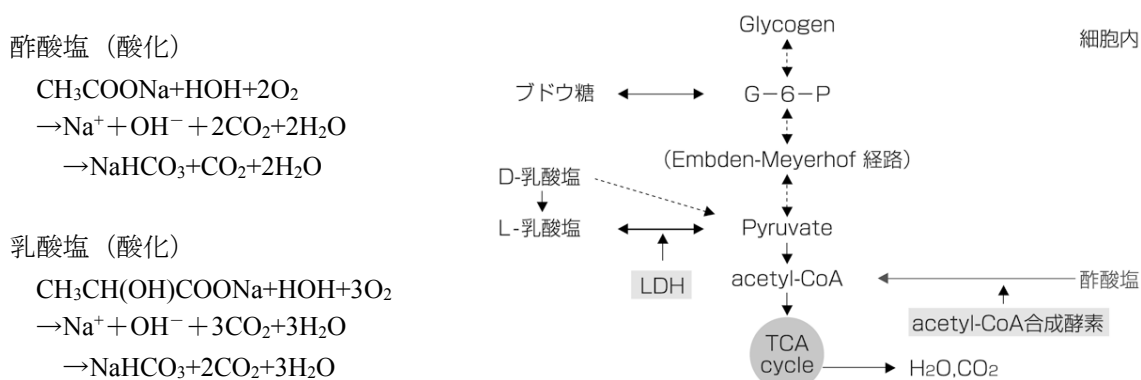 酢酸塩（酸化）
CH₃COONa+HOH+2O₂
→Na⁺＋OH⁻＋2CO₂+2H₂O
→NaHCO₃+CO₂+2H₂O
乳酸塩（酸化）
CH₃CH(OH)COONa+HOH+3O₂
→Na⁺＋OH⁻＋3CO₂+3H₂O
→NaHCO₃+2CO₂+3H₂O
Glycogen
細胞内
ブドウ糖
G－6－P
（Embden-Meyerhof 経路）
D-乳酸塩
L-乳酸塩
Pyruvate
LDH
acetyl-CoA
酢酸塩
acetyl-CoA合成酵素
TCA
cycle
H₂O,CO₂